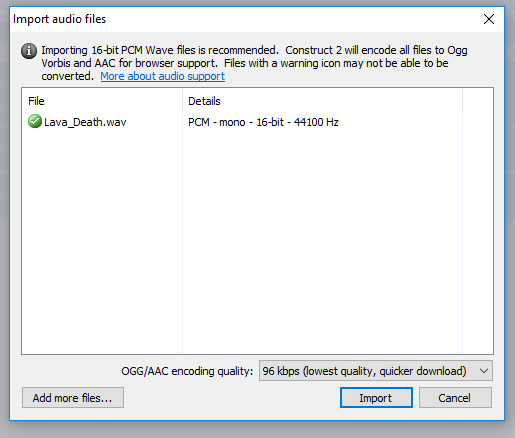 Import audio files
Importing 16-bit PCM Wave files is recommended.  Construct 2 will encode all files to Ogg
Vorbis and AAC for browser support.  Files with a warning icon may not be able to be
converted.  More about audio support
File Details
Lava_Death.wav PCM - mono - 16-bit - 44100 Hz
OGG/AAC encoding quality: 96 kbps (lowest quality, quicker download)
Add more files... Import Cancel